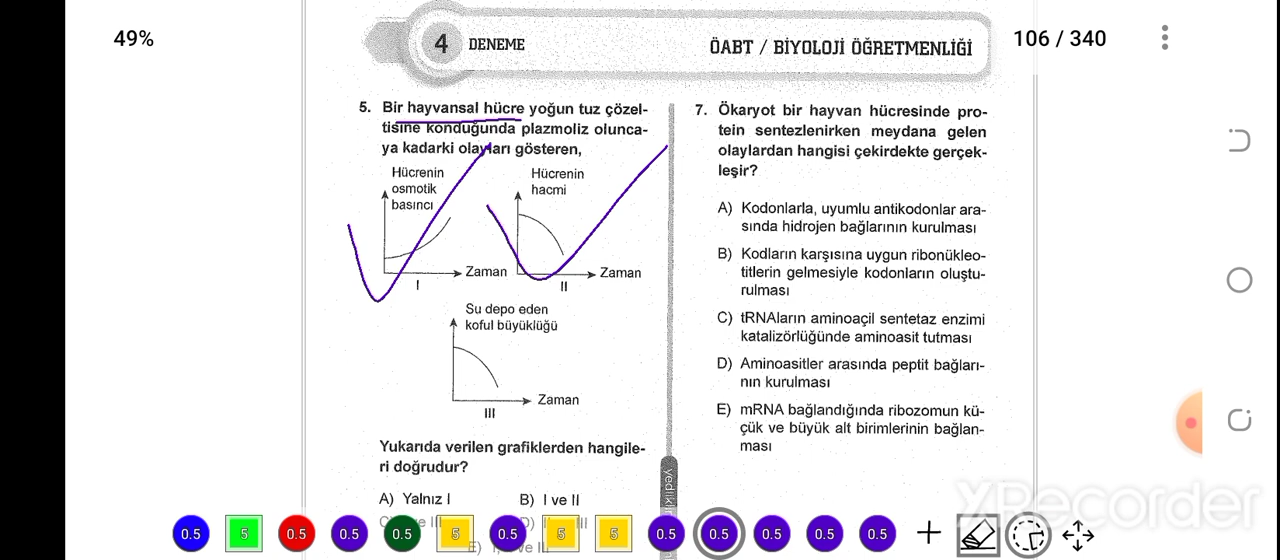 49%
4 DENEME
ÖABT / BİYOLOJİ ÖĞRETMENLİĞİ
106 / 340
5. Bir hayvansal hücre yoğun tuz çözel-
tisine konduğunda plazmoliz olunca-
ya kadarki olayları gösteren,
Hücrenin
osmotik
basıncı
Zaman
I
Hücrenin
hacmi
Zaman
II
Su depo eden
koful büyüklüğü
Zaman
III
Yukarıda verilen grafiklerden hangile-
ri doğrudur?
A) Yalnız I
B) I ve II
7. Ökaryot bir hayvan hücresinde pro-
tein sentezlenirken meydana gelen
olaylardan hangisi çekirdekte gerçek-
leşir?
A) Kodonlarla, uyumlu antikodonlar ara-
sında hidrojen bağlarının kurulması
B) Kodların karşısına uygun ribonükleo-
titlerin gelmesiyle kodonların oluştu-
rulması
C) tRNAların aminoaçil sentetaz enzimi
katalizörlüğünde aminoasit tutması
D) Aminoasitler arasında peptit bağları-
nın kurulması
E) mRNA bağlandığında ribozomun kü-
çük ve büyük alt birimlerinin bağlan-
ması
0.5 5 0.5 0.5 0.5 5 0.5 5 5 0.5 0.5 0.5 0.5 0.5
XRecorder